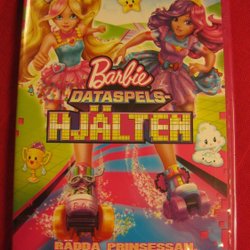 Barbie
DATASPELS-
HJÄLTEN
RÄDDA PRINSESSAN